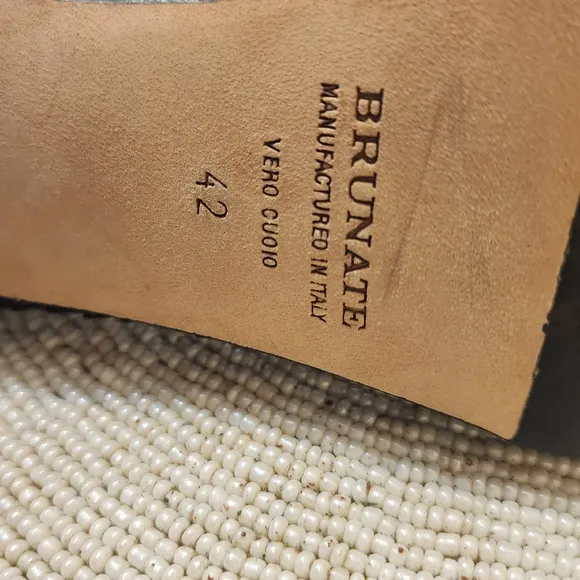 BRUNATE
MANUFACTURED IN ITALY
VERO CUOIO
42